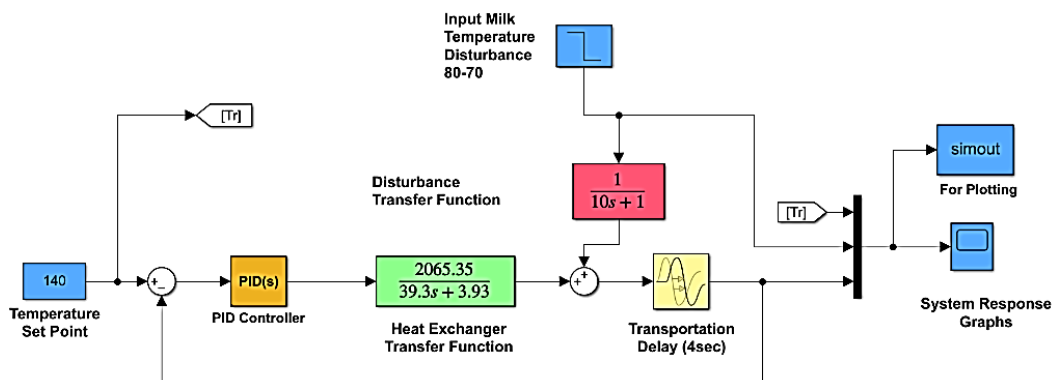 Input Milk
Temperature
Disturbance
80-70
[Tr]
simout
For Plotting
Disturbance
Transfer Function
1
10s + 1
[Tr]
140
+
−
PID(s)
2065.35
39.3s + 3.93
+
+
Temperature
Set Point
PID Controller
Heat Exchanger
Transfer Function
Transportation
Delay (4sec)
System Response
Graphs